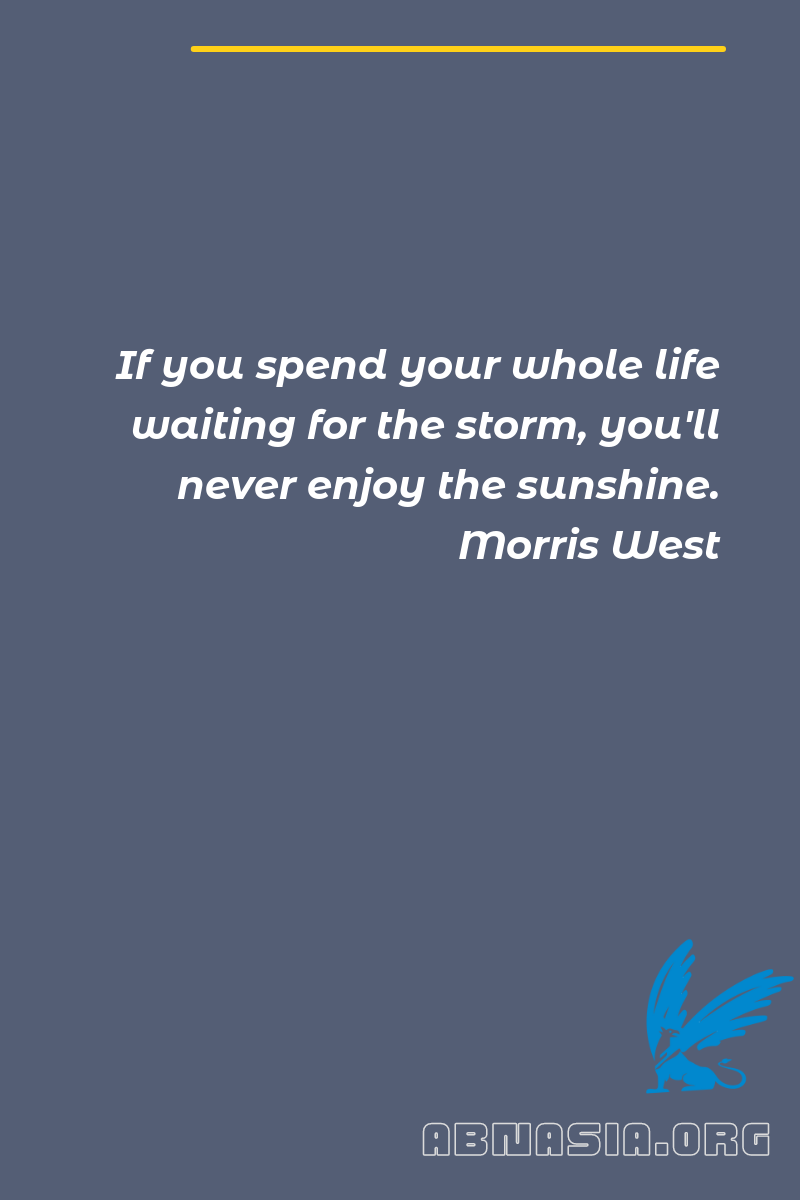 If you spend your whole life
waiting for the storm, you'll
never enjoy the sunshine.
Morris West
ABNASIA.ORG